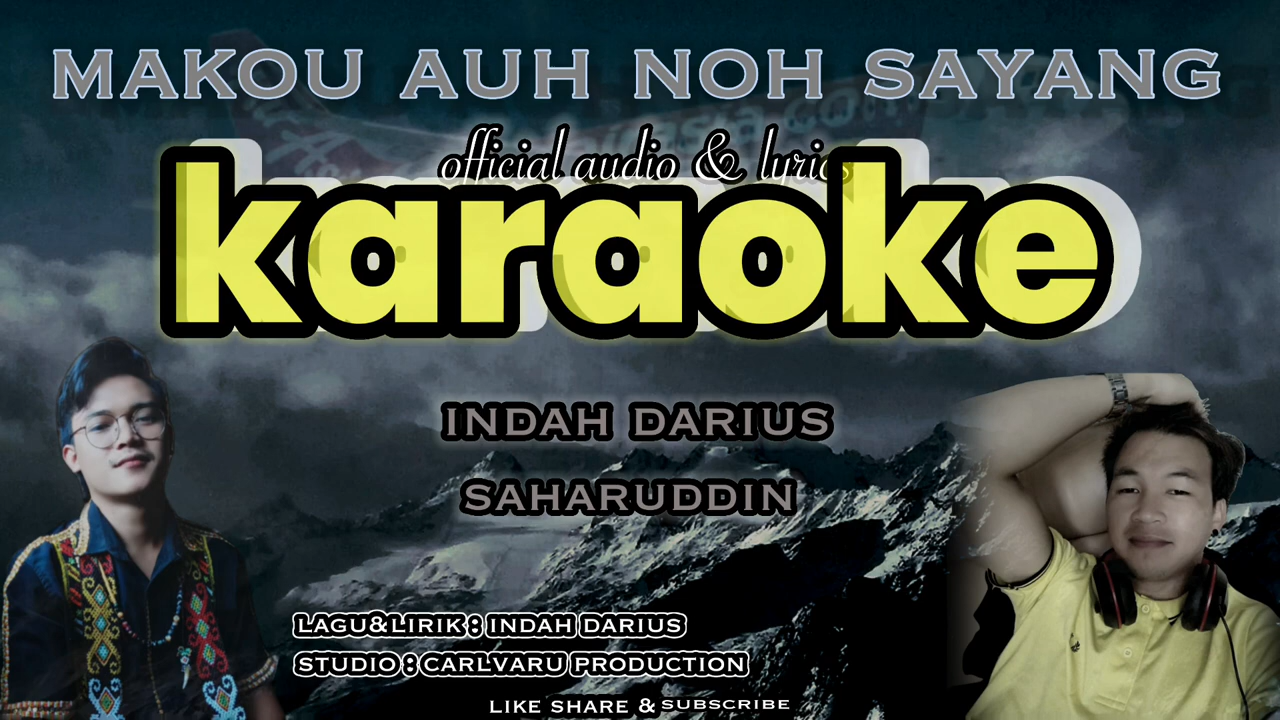 MAKOU AUH NOH SAYANG
official audio & lyrics
karaoke
INDAH DARIUS
SAHARUDDIN
LAGU&LIRIK : INDAH DARIUS
STUDIO : CARLVARU PRODUCTION
LIKE SHARE & SUBSCRIBE